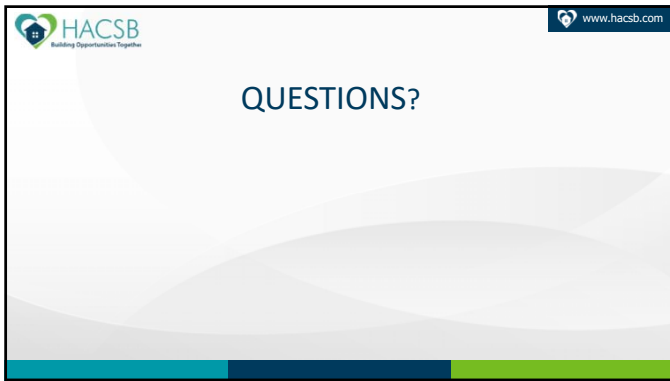 HACSB
Building Opportunities Together
www.hacsb.com
QUESTIONS?